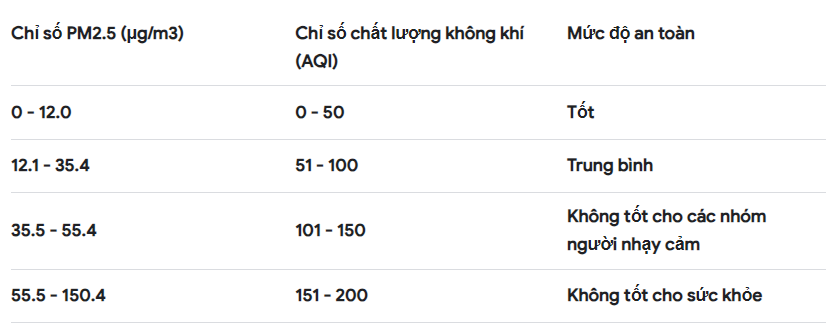 Chỉ số PM2.5 (µg/m3) Chỉ số chất lượng không khí (AQI) Mức độ an toàn
0 - 12.0 0 - 50 Tốt
12.1 - 35.4 51 - 100 Trung bình
35.5 - 55.4 101 - 150 Không tốt cho các nhóm người nhạy cảm
55.5 - 150.4 151 - 200 Không tốt cho sức khỏe